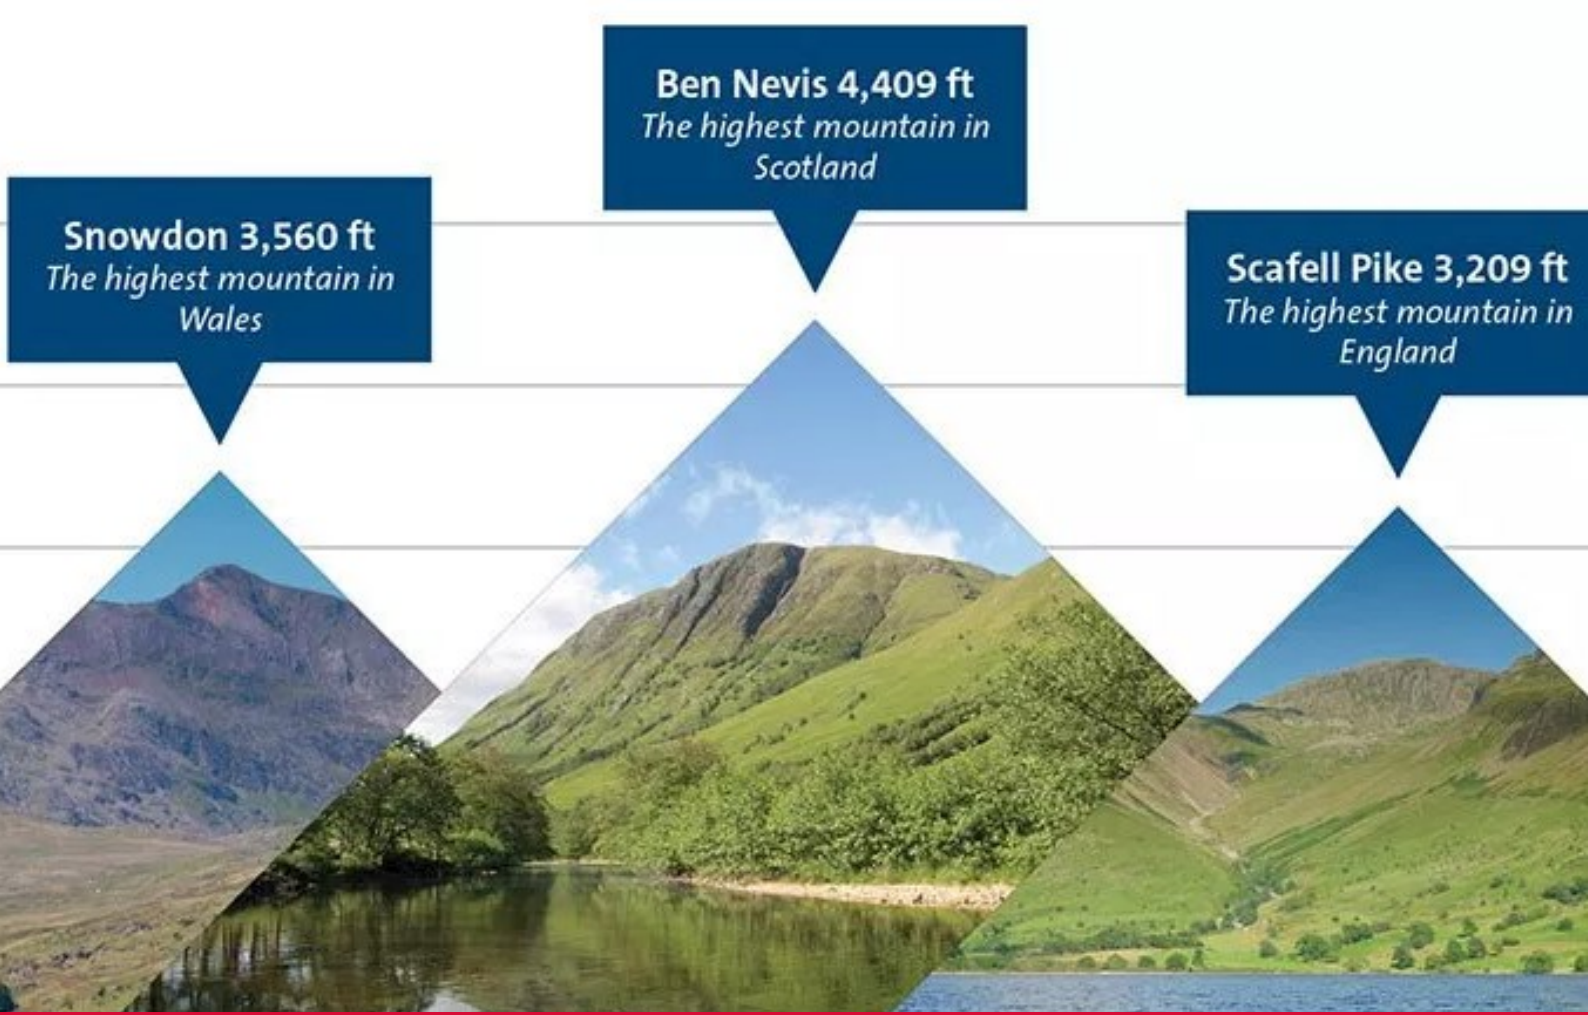 Ben Nevis 4,409 ft
The highest mountain in
Scotland
Snowdon 3,560 ft
The highest mountain in
Wales
Scafell Pike 3,209 ft
The highest mountain in
England